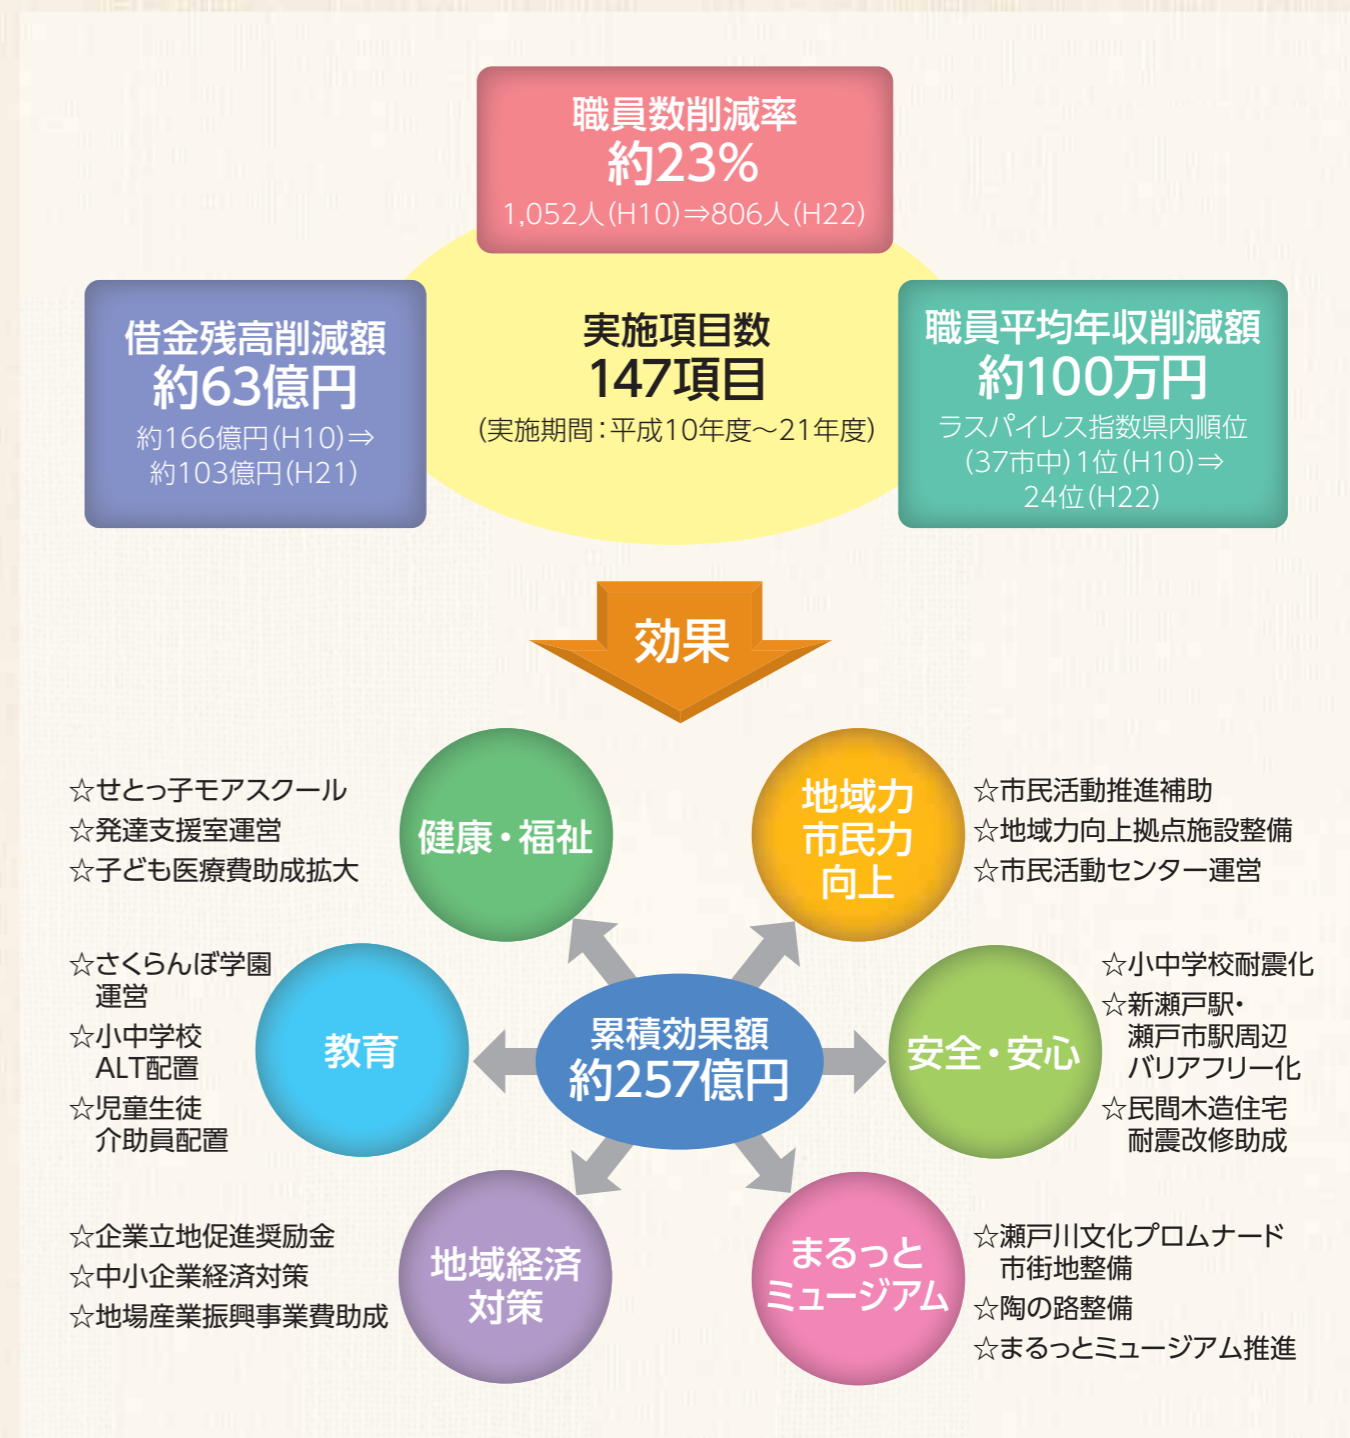 職員数削減率
約23%
1,052人(H10)⇒806人(H22)
借金残高削減額
約63億円
約166億円(H10)⇒
約103億円(H21)
実施項目数
147項目
(実施期間：平成10年度～21年度)
職員平均年収削減額
約100万円
ラスパイレス指数県内順位
(37市中)1位(H10)⇒
24位(H22)
効果
☆せとっ子モアスクール
☆発達支援室運営
☆子ども医療費助成拡大
健康・福祉
地域力
市民力
向上
☆市民活動推進補助
☆地域力向上拠点施設整備
☆市民活動センター運営
☆さくらんぼ学園
運営
☆小中学校
ALT配置
☆児童生徒
介助員配置
教育
累積効果額
約257億円
安全・安心
☆小中学校耐震化
☆新瀬戸駅・
瀬戸市駅周辺
バリアフリー化
☆民間木造住宅
耐震改修助成
☆企業立地促進奨励金
☆中小企業経済対策
☆地場産業振興事業費助成
地域経済
対策
まるっと
ミュージアム
☆瀬戸川文化プロムナード
市街地整備
☆陶の路整備
☆まるっとミュージアム推進